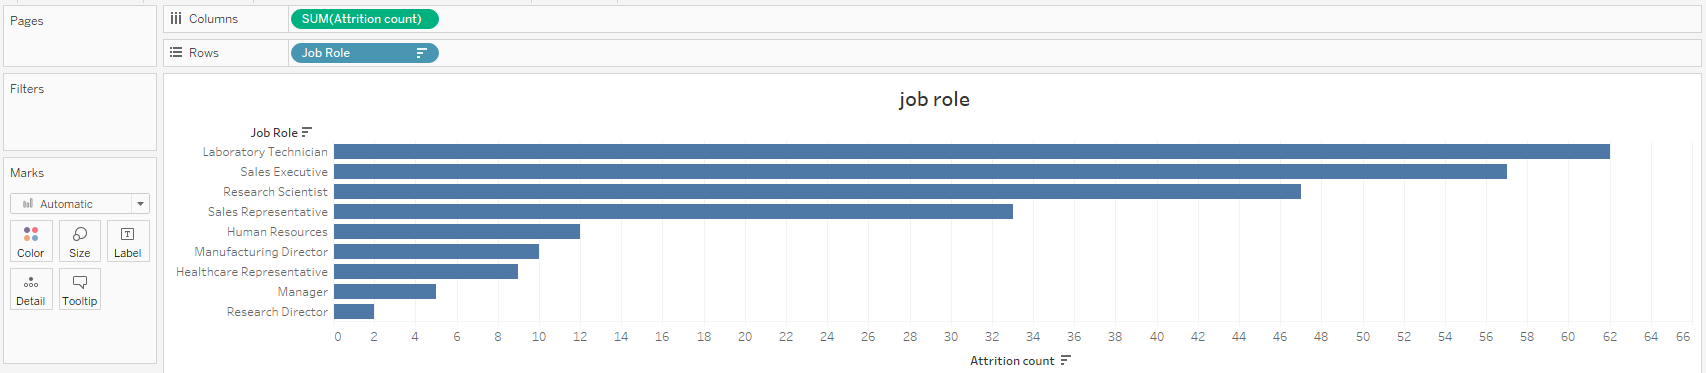 Pages
Columns SUM(Attrition count)
Rows Job Role
Filters
Marks
Automatic
Color Size Label
Detail Tooltip
job role
Job Role
Laboratory Technician
Sales Executive
Research Scientist
Sales Representative
Human Resources
Manufacturing Director
Healthcare Representative
Manager
Research Director
0 2 4 6 8 10 12 14 16 18 20 22 24 26 28 30 32 34 36 38 40 42 44 46 48 50 52 54 56 58 60 62 64 66
Attrition count